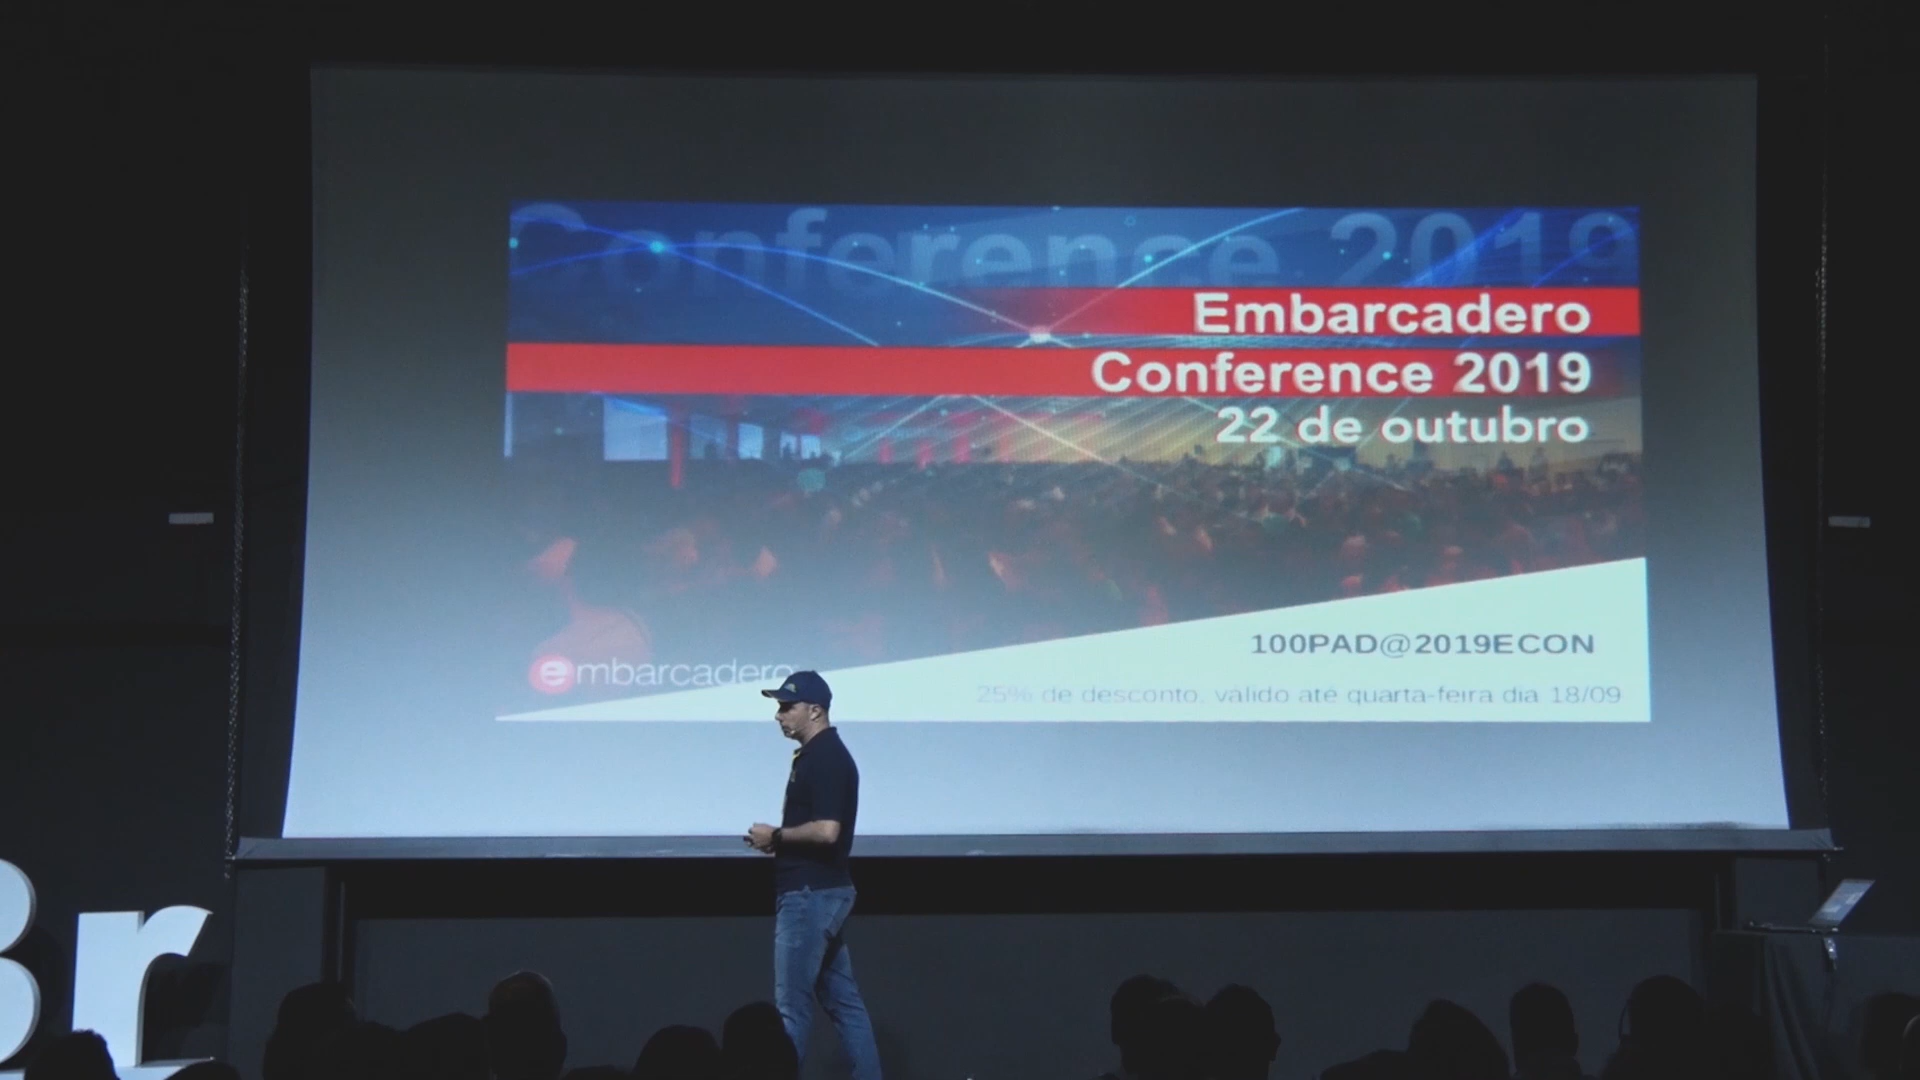 Conference 2019
Embarcadero
Conference 2019
22 de outubro
100PAD@2019ECON
embarcadero
25% de desconto, válido até quarta-feira dia 18/09
Br